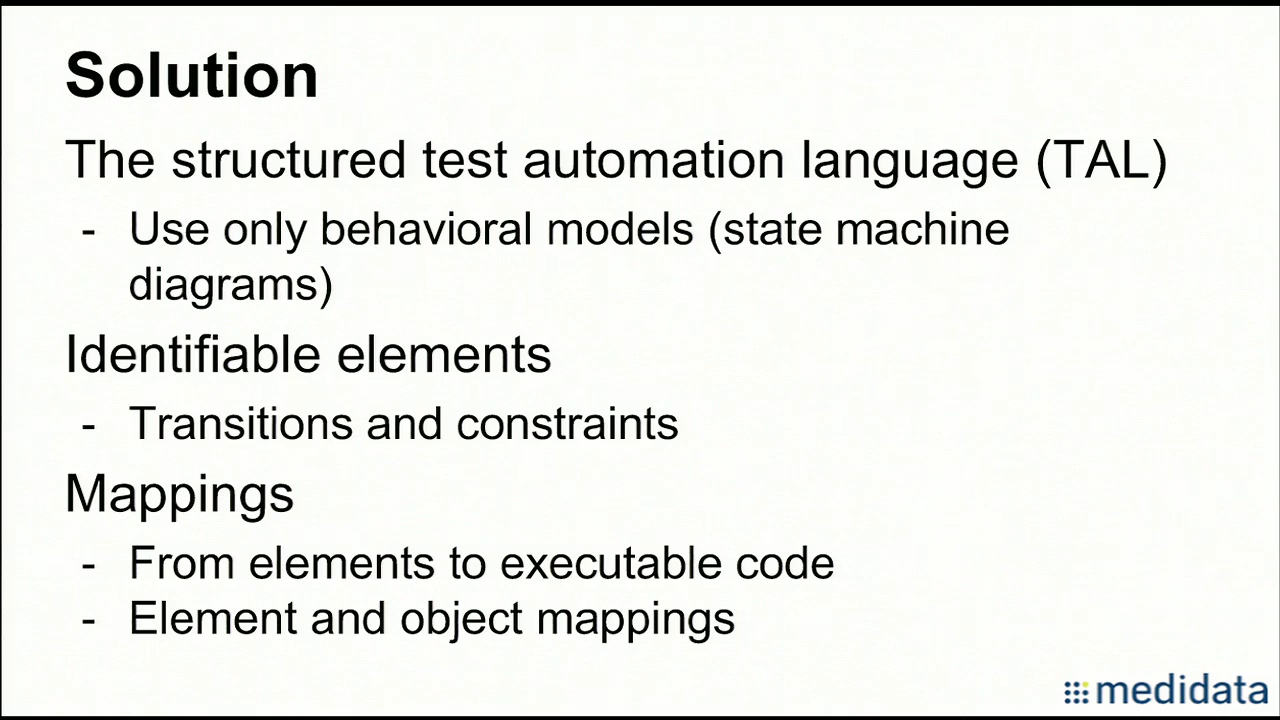 Solution
The structured test automation language (TAL)
- Use only behavioral models (state machine
diagrams)
Identifiable elements
- Transitions and constraints
Mappings
- From elements to executable code
- Element and object mappings
medidata